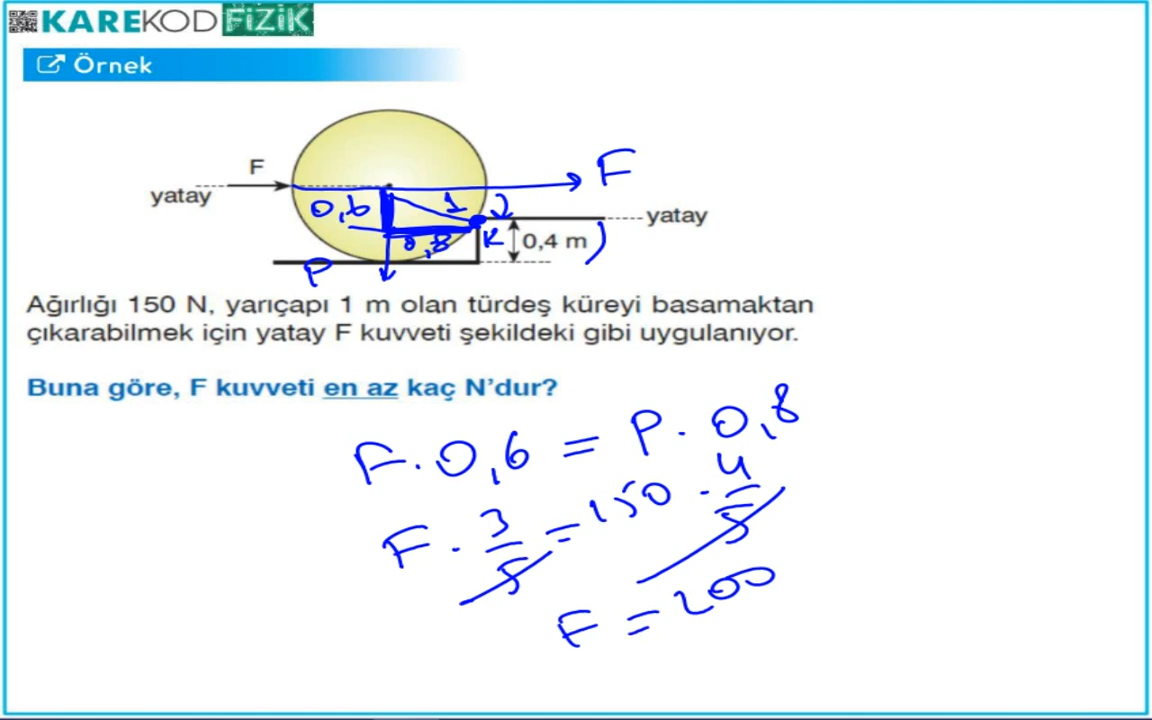 KAREKOD FİZİK
Örnek
F
yatay
F
yatay
0,6
1
0,8
K
0,4 m
P
Ağırlığı 150 N, yarıçapı 1 m olan türdeş küreyi basamaktan
çıkarabilmek için yatay F kuvveti şekildeki gibi uygulanıyor.
Buna göre, F kuvveti en az kaç N'dur?
F . 0,6 = P . 0,8
F . 3/5 = 150 . 4/5
F = 200